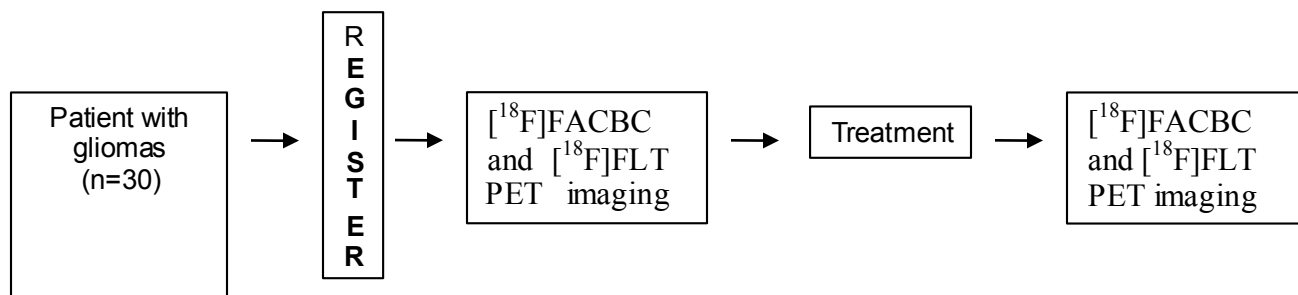 Patient with
gliomas
(n=30)
R
E
G
I
S
T
E
R
[¹⁸F]FACBC
and [¹⁸F]FLT
PET imaging
Treatment
[¹⁸F]FACBC
and [¹⁸F]FLT
PET imaging